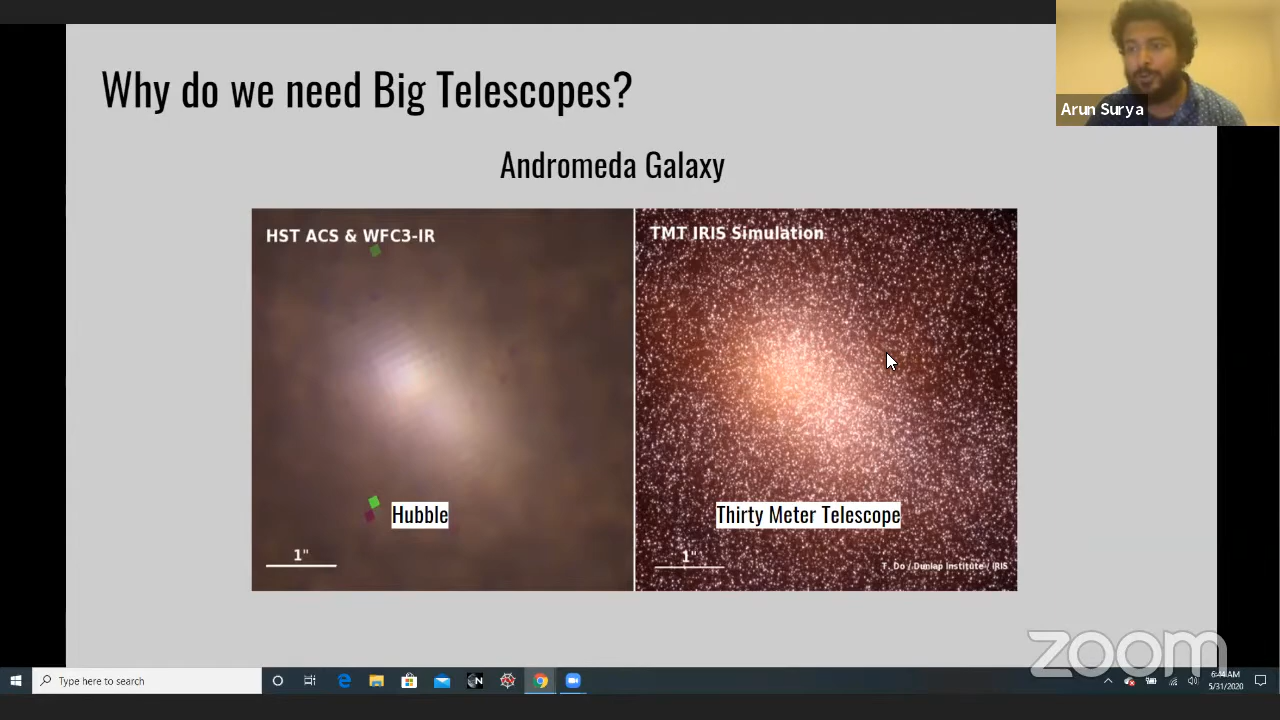 Why do we need Big Telescopes?
Arun Surya
Andromeda Galaxy
HST ACS & WFC3-IR
TMT IRIS Simulation
Hubble
Thirty Meter Telescope
1"
1"
T. Do / Dunlap Institute / IRIS
zoom
Type here to search
6:44 AM
5/31/2020